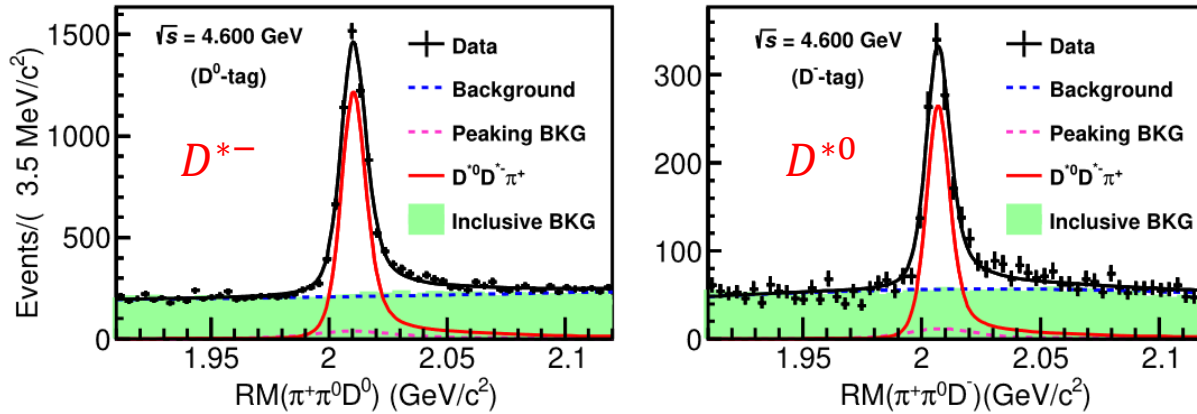 Events/( 3.5 MeV/c²)
1500
1000
500
0
√s = 4.600 GeV
(D⁰-tag)
D*−
Data
Background
Peaking BKG
D*⁰D*⁻π⁺
Inclusive BKG
1.95 2 2.05 2.1
RM(π⁺π⁰D⁰) (GeV/c²)
300
200
100
0
√s = 4.600 GeV
(D⁻-tag)
D*0
Data
Background
Peaking BKG
D*⁰D*⁻π⁺
Inclusive BKG
1.95 2 2.05 2.1
RM(π⁺π⁰D⁻)(GeV/c²)